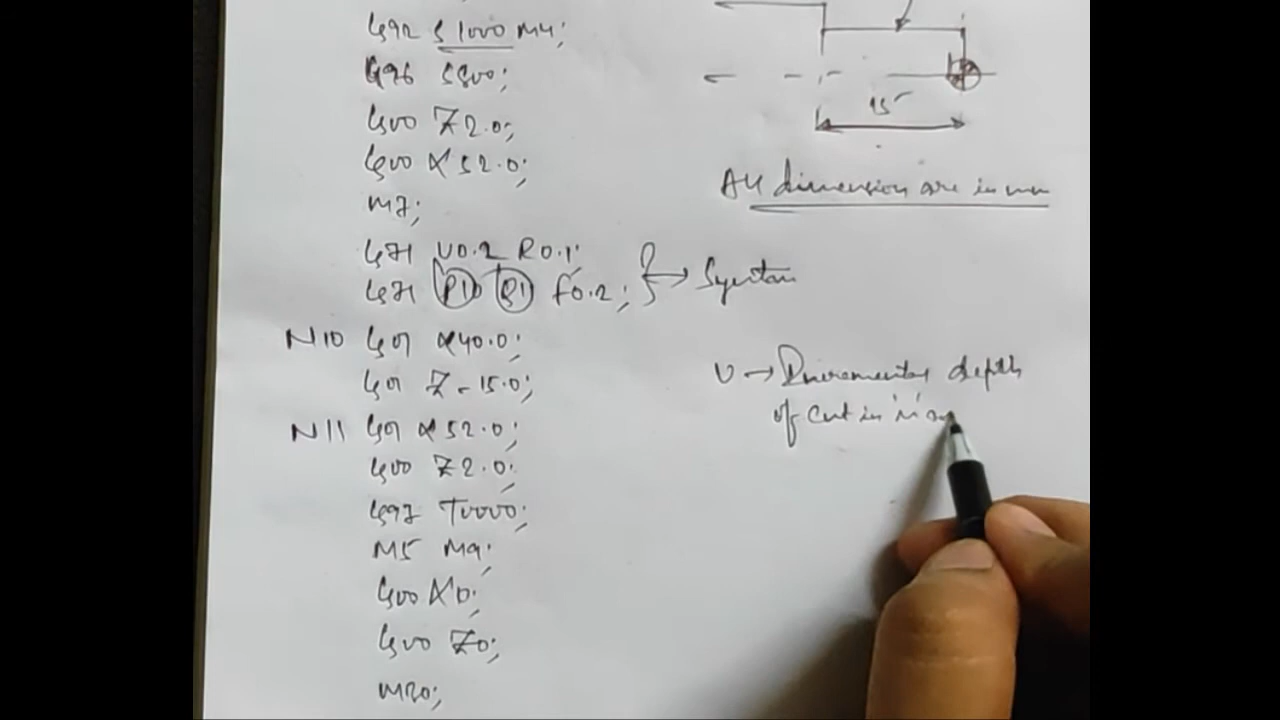 G92 S1000 M4;
G96 S800;
G00 Z2.0;
G00 X52.0;
M7;
G71 U0.2 R0.1;
G71 P10 Q11 F0.2; → Syntax
N10 G01 X40.0;
G01 Z-15.0;
N11 G01 X52.0;
G00 Z2.0;
G97 T0000;
M5 M9;
G00 X0;
G00 Z0;
M30;
15
All dimension are in mm
U → Incremental depth
of cut in 'X'